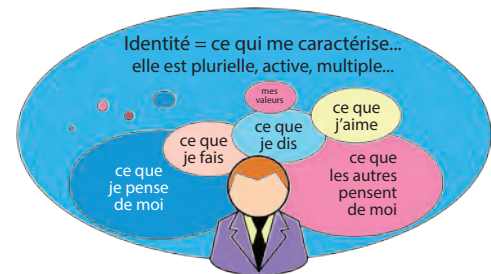 Identité = ce qui me caractérise...
elle est plurielle, active, multiple...
mes
valeurs
ce que
j'aime
ce que
je dis
ce que
je fais
ce que
je pense
de moi
ce que
les autres
pensent
de moi